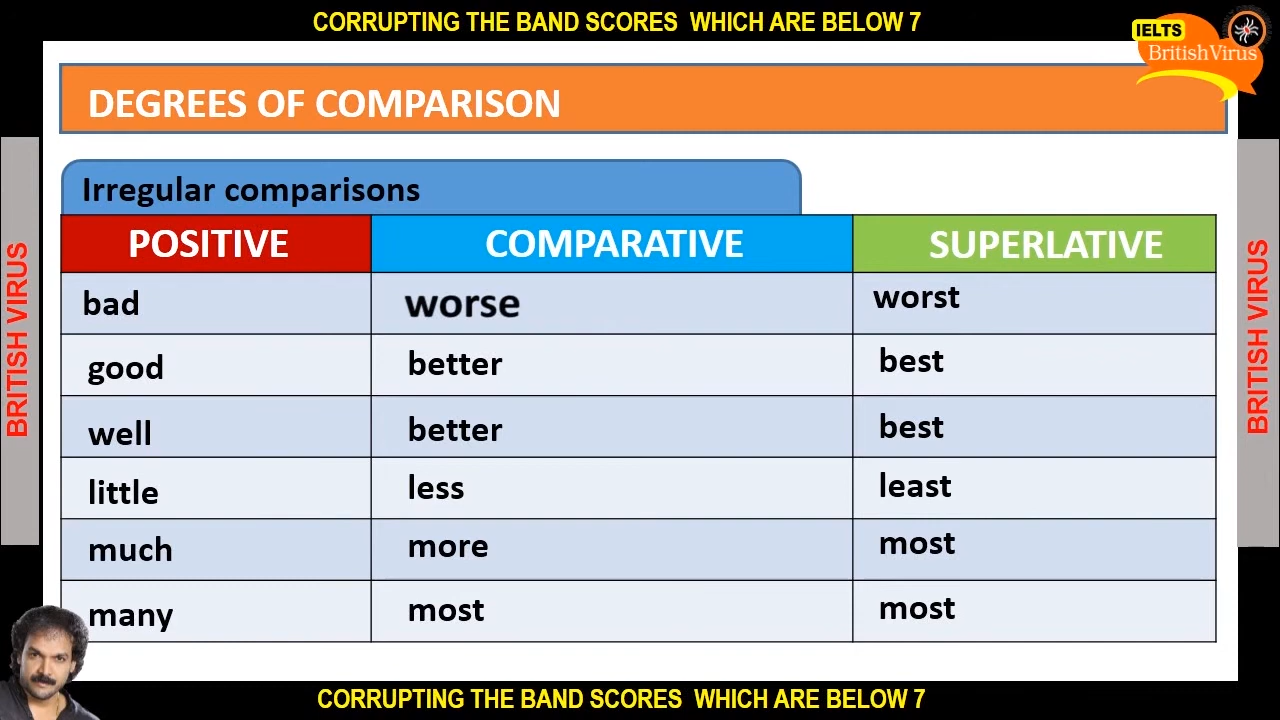 CORRUPTING THE BAND SCORES WHICH ARE BELOW 7
IELTS
BritishVirus
DEGREES OF COMPARISON
Irregular comparisons
POSITIVE COMPARATIVE SUPERLATIVE
bad worse worst
good better best
well better best
little less least
much more most
many most most
BRITISH VIRUS
BRITISH VIRUS
CORRUPTING THE BAND SCORES WHICH ARE BELOW 7